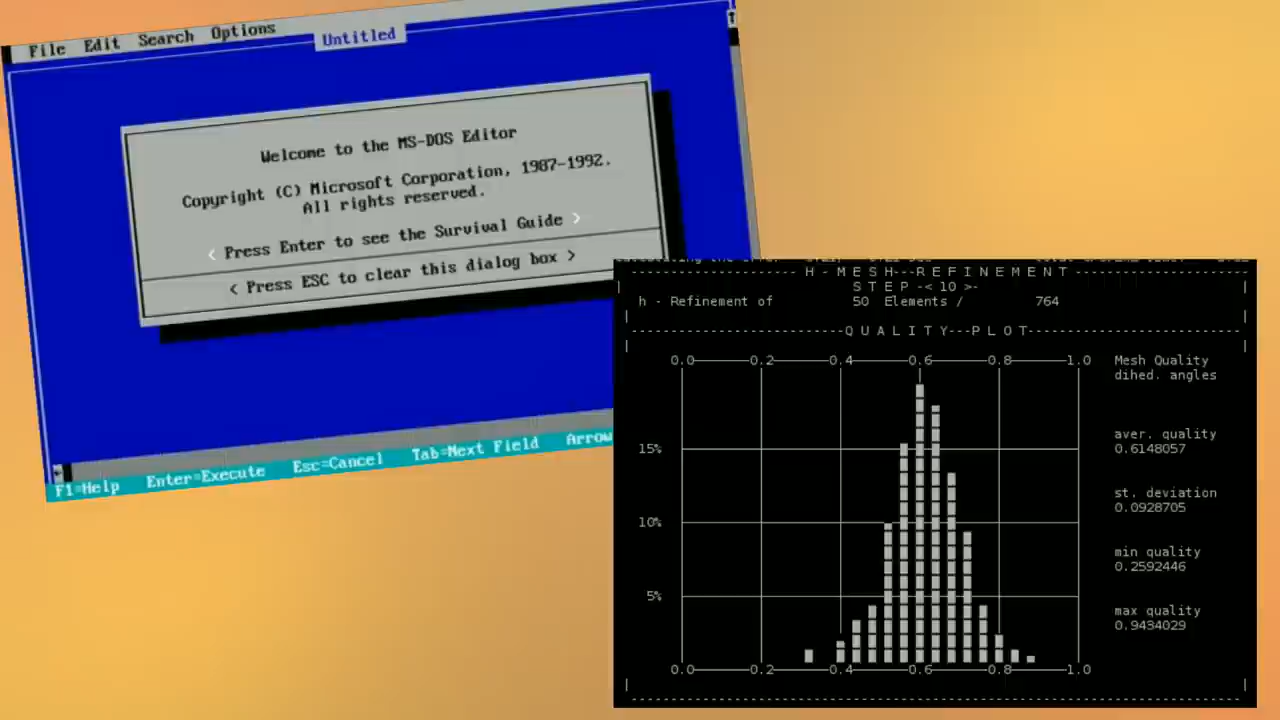 File Edit Search Options
Untitled
Welcome to the MS-DOS Editor
Copyright (C) Microsoft Corporation, 1987-1992.
All rights reserved.
< Press Enter to see the Survival Guide >
< Press ESC to clear this dialog box >
F1=Help Enter=Execute Esc=Cancel Tab=Next Field Arrow
H-MESH--REFINEMENT
STEP-< 10 >-
h - Refinement of 50 Elements / 764
QUALITY--PLOT
0.0 0.2 0.4 0.6 0.8 1.0
Mesh Quality
dihed. angles
aver. quality
15% 0.6148057
st. deviation
0.0928705
10%
min quality
0.2592446
5%
max quality
0.9434029
0.0 0.2 0.4 0.6 0.8 1.0